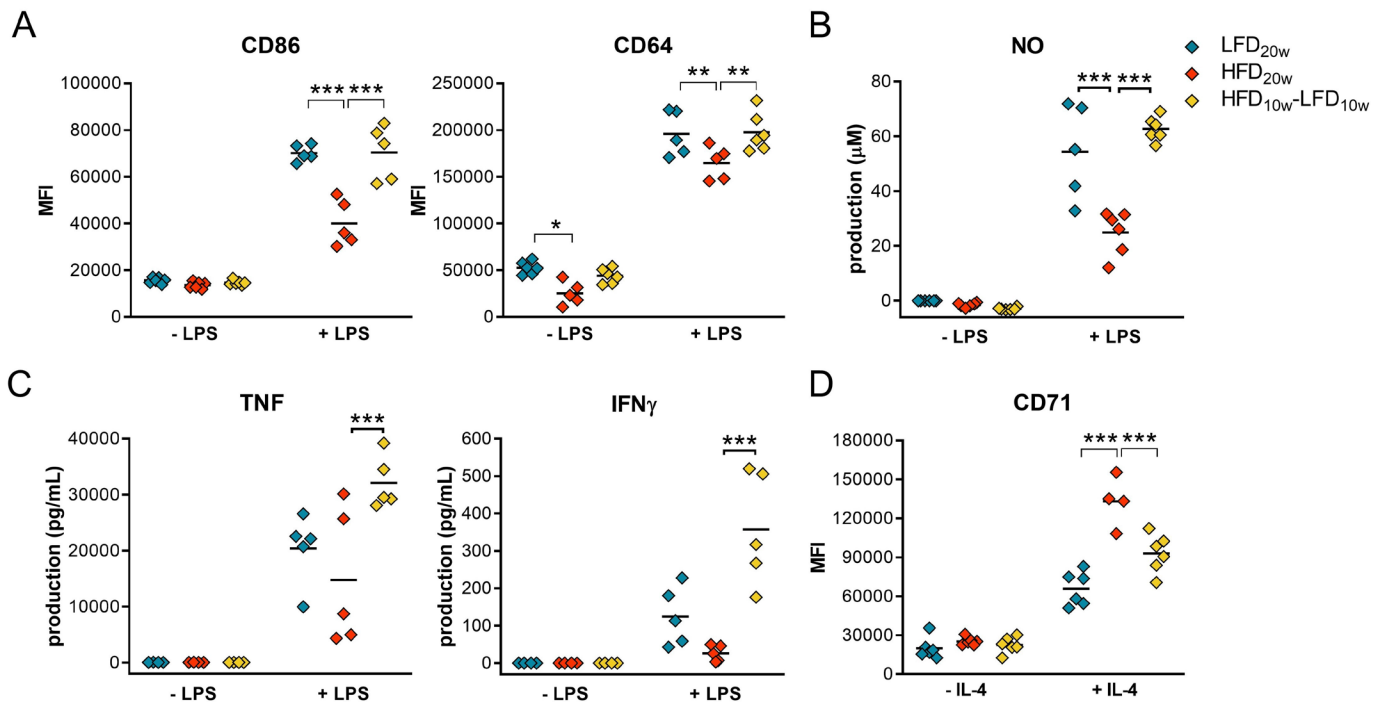 A
CD86
MFI
100000
80000
60000
40000
20000
0
*** ***
- LPS
+ LPS
CD64
MFI
250000
200000
150000
100000
50000
0
*
** **
- LPS
+ LPS
B
NO
production (μM)
80
60
40
20
0
*** ***
- LPS
+ LPS
LFD20w
HFD20w
HFD10w-LFD10w
C
TNF
production (pg/mL)
40000
30000
20000
10000
0
***
- LPS
+ LPS
IFNγ
production (pg/mL)
600
500
400
300
200
100
0
***
- LPS
+ LPS
D
CD71
MFI
180000
150000
120000
90000
60000
30000
0
*** ***
- IL-4
+ IL-4